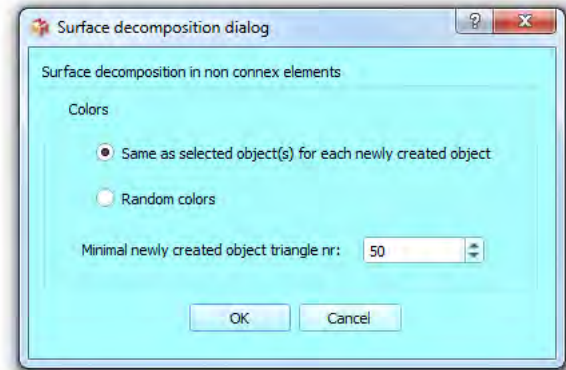 Surface decomposition dialog
Surface decomposition in non connex elements
Colors
Same as selected object(s) for each newly created object
Random colors
Minimal newly created object triangle nr: 50
OK Cancel